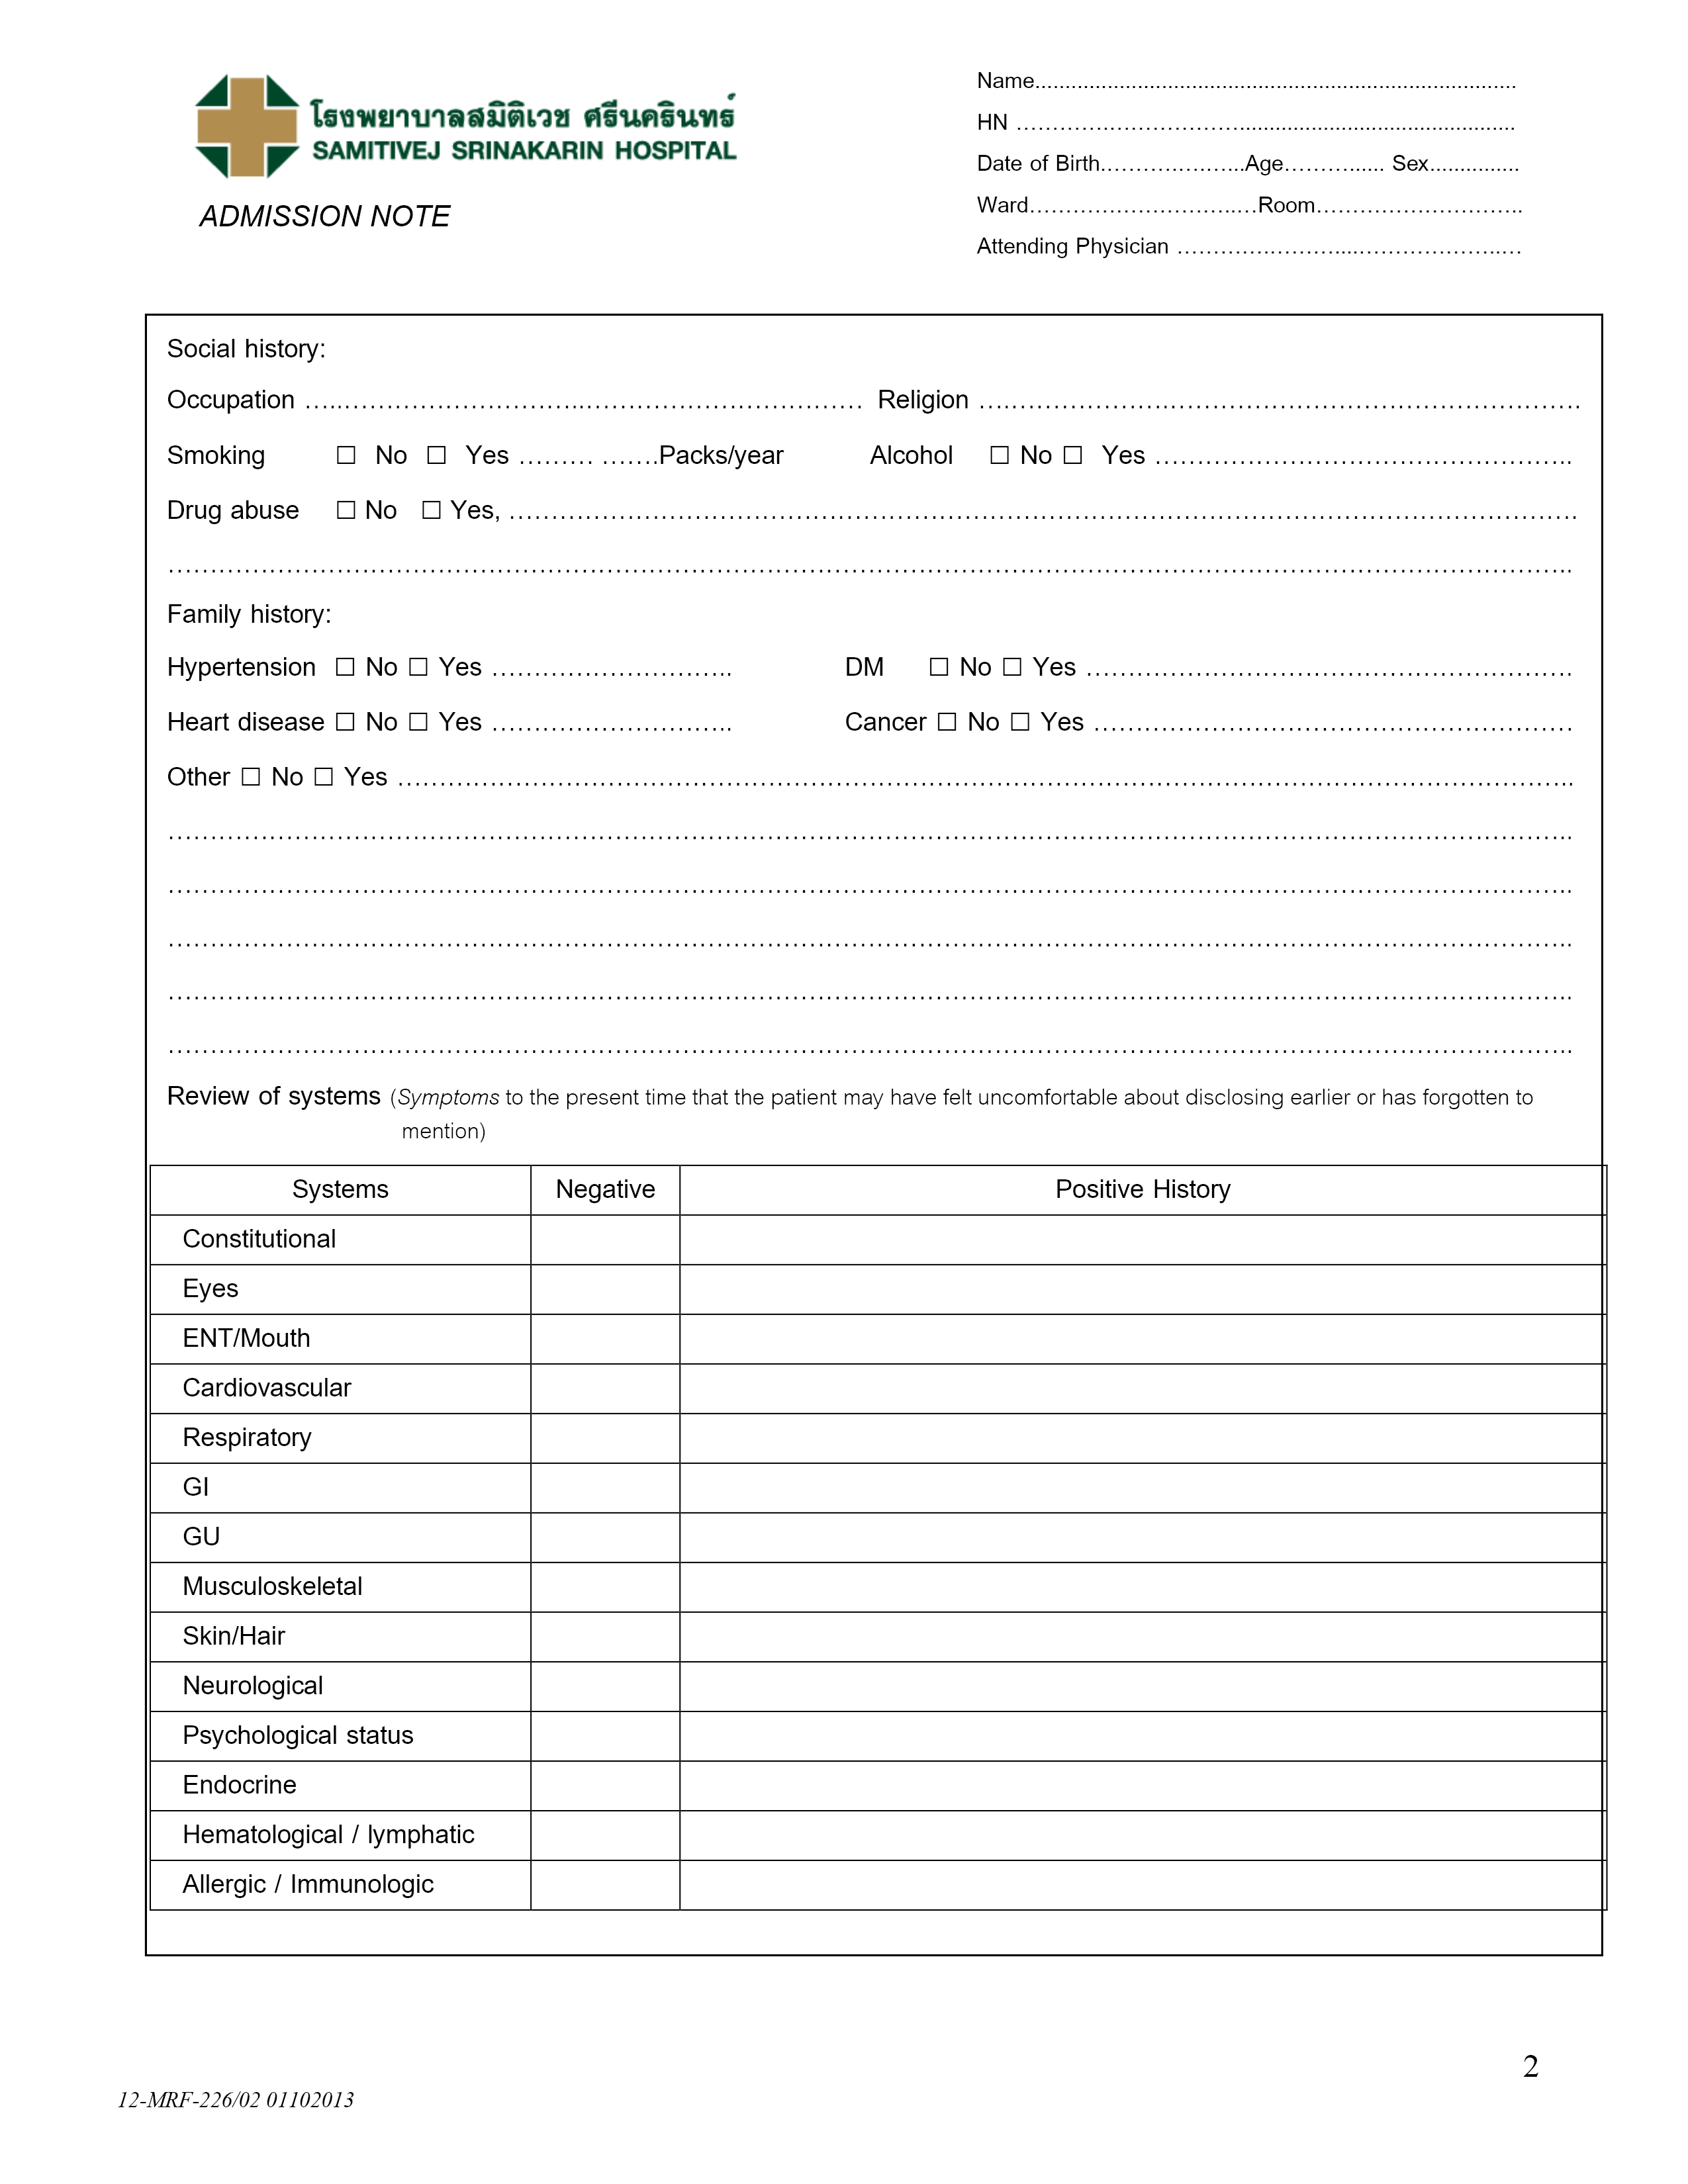 โรงพยาบาลสมิติเวช ศรีนครินทร์
SAMITIVEJ SRINAKARIN HOSPITAL
ADMISSION NOTE
Name................................................................................
HN ……………………………..............................................
Date of Birth…………………...Age………...... Sex...............
Ward………………………..…Room………………………..
Attending Physician ……………………...………………..…
Social history:
Occupation …..………………………..…………………………… Religion ………………………………………………………….
Smoking ☐ No ☐ Yes ……… …….Packs/year Alcohol ☐ No ☐ Yes …………………………………………..
Drug abuse ☐ No ☐ Yes, ………………………………………………………………………………………………………………….
……………………………………………………………………………………………………………………………………………………..
Family history:
Hypertension ☐ No ☐ Yes ……………………….. DM ☐ No ☐ Yes ………………………………………………….
Heart disease ☐ No ☐ Yes ……………………….. Cancer ☐ No ☐ Yes …………………………………………………
Other ☐ No ☐ Yes ……………………………………………………………………………………………………………………………..
……………………………………………………………………………………………………………………………………………………..
……………………………………………………………………………………………………………………………………………………..
……………………………………………………………………………………………………………………………………………………..
……………………………………………………………………………………………………………………………………………………..
……………………………………………………………………………………………………………………………………………………..
Review of systems (Symptoms to the present time that the patient may have felt uncomfortable about disclosing earlier or has forgotten to
mention)
Systems Negative Positive History
Constitutional
Eyes
ENT/Mouth
Cardiovascular
Respiratory
GI
GU
Musculoskeletal
Skin/Hair
Neurological
Psychological status
Endocrine
Hematological / lymphatic
Allergic / Immunologic
2
12-MRF-226/02 01102013